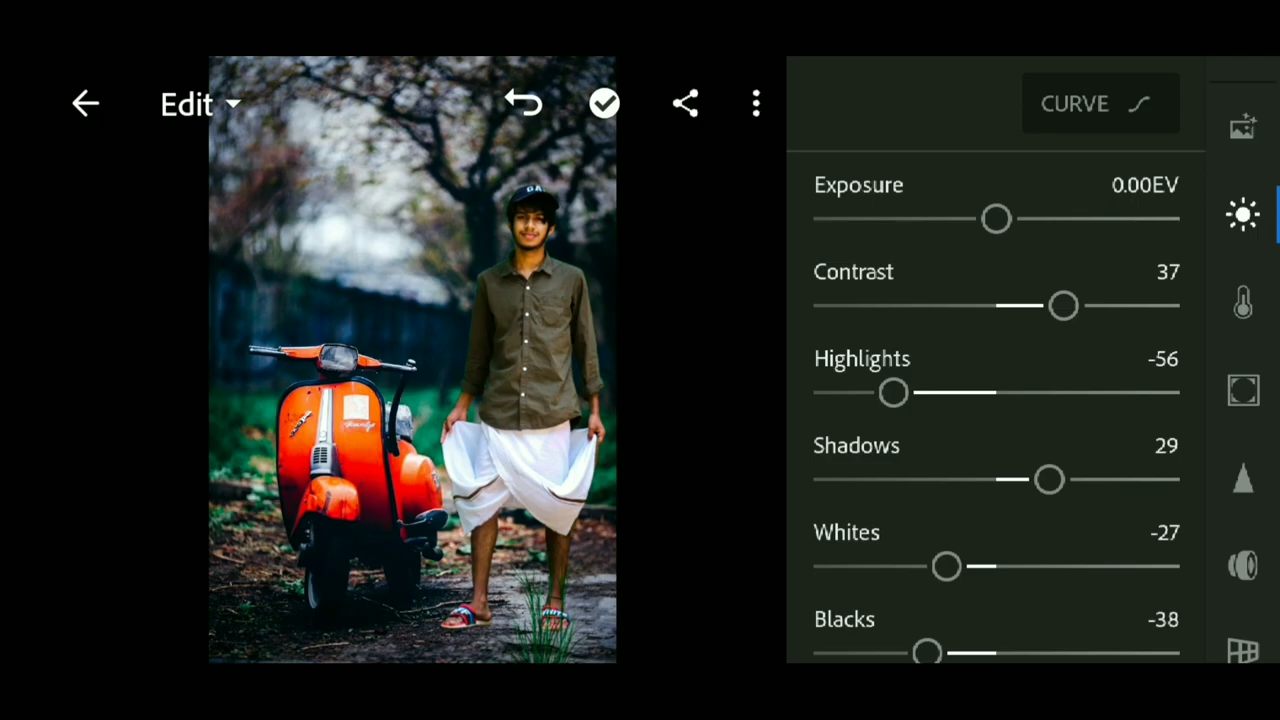 Edit
CURVE
Exposure 0.00EV
Contrast 37
Highlights -56
Shadows 29
Whites -27
Blacks -38